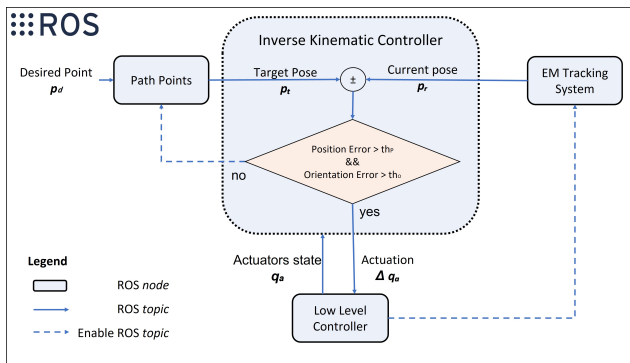 ROS
Inverse Kinematic Controller
Desired Point
p_d
Path Points
Target Pose
p_t
±
Current pose
p_r
EM Tracking
System
Position Error > th_p
&&
Orientation Error > th_o
no
yes
Actuators state
q_a
Actuation
Δ q_a
Low Level
Controller
Legend
ROS node
ROS topic
Enable ROS topic